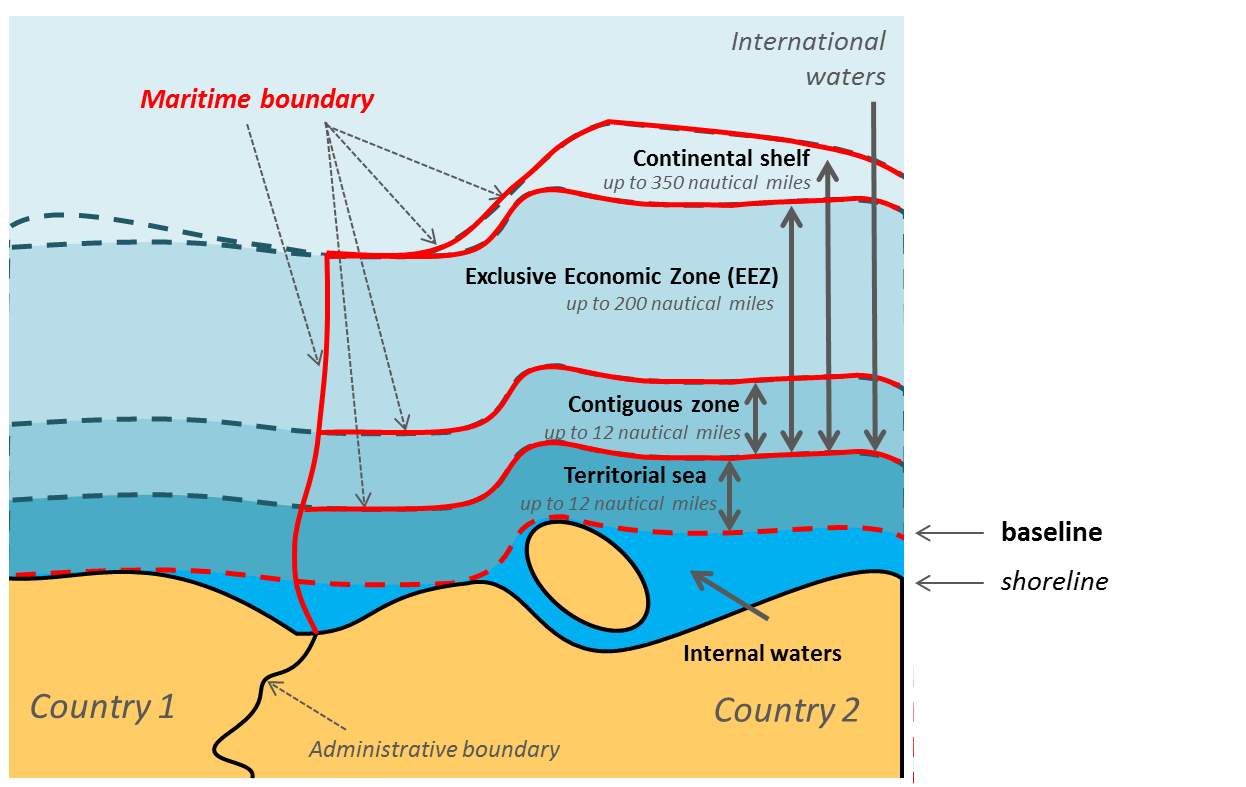 International
waters
Maritime boundary
Continental shelf
up to 350 nautical miles
Exclusive Economic Zone (EEZ)
up to 200 nautical miles
Contiguous zone
up to 12 nautical miles
Territorial sea
up to 12 nautical miles
baseline
shoreline
Internal waters
Country 1
Country 2
Administrative boundary